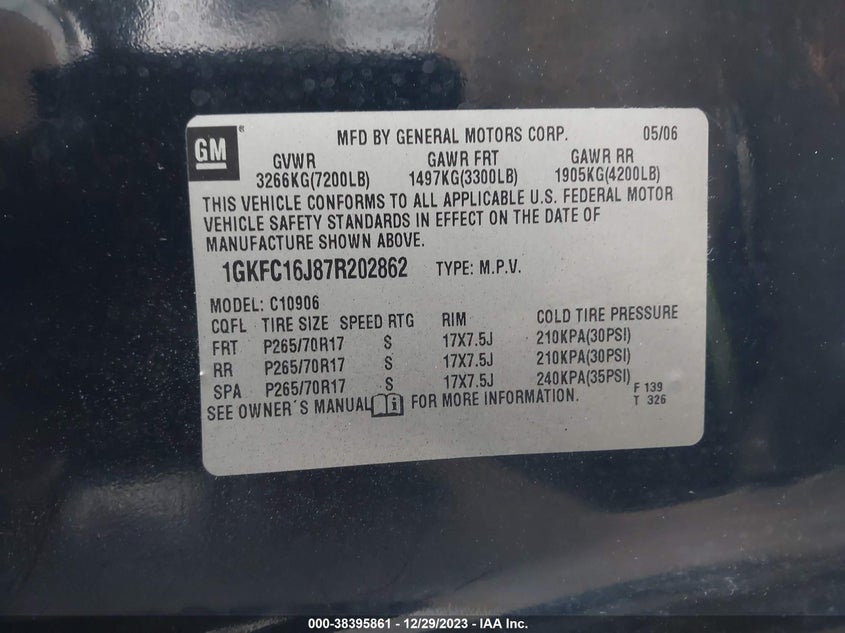 GM ®
MFD BY GENERAL MOTORS CORP. 05/06
GVWR GAWR FRT GAWR RR
3266KG(7200LB) 1497KG(3300LB) 1905KG(4200LB)
THIS VEHICLE CONFORMS TO ALL APPLICABLE U.S. FEDERAL MOTOR
VEHICLE SAFETY STANDARDS IN EFFECT ON THE DATE OF
MANUFACTURE SHOWN ABOVE.
1GKFC16J87R202862 TYPE: M.P.V.
MODEL: C10906
CQFL TIRE SIZE SPEED RTG RIM COLD TIRE PRESSURE
FRT P265/70R17 S 17X7.5J 210KPA(30PSI)
RR P265/70R17 S 17X7.5J 210KPA(30PSI)
SPA P265/70R17 S 17X7.5J 240KPA(35PSI)
SEE OWNER´S MANUAL i FOR MORE INFORMATION.
F 139
T 326
000-38395861 - 12/29/2023 - IAA Inc.